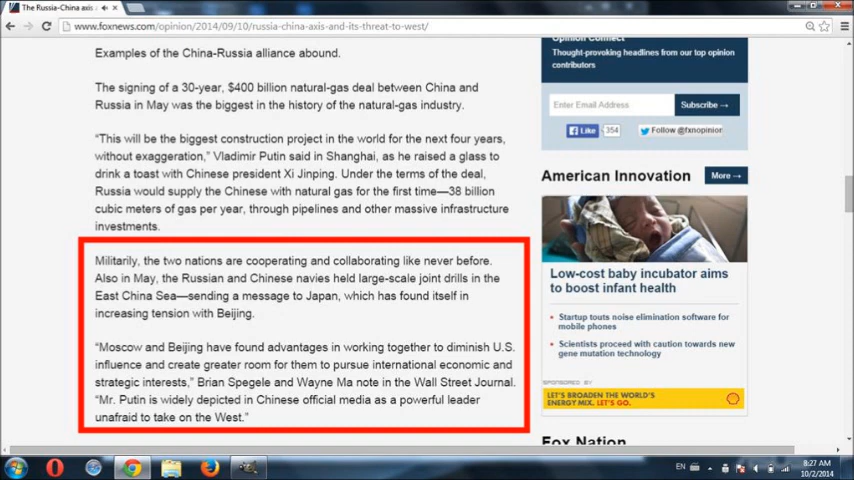 The Russia-China axis
www.foxnews.com/opinion/2014/09/10/russia-china-axis-and-its-threat-to-west/
Examples of the China-Russia alliance abound.
The signing of a 30-year, $400 billion natural-gas deal between China and
Russia in May was the biggest in the history of the natural-gas industry.
“This will be the biggest construction project in the world for the next four years,
without exaggeration,” Vladimir Putin said in Shanghai, as he raised a glass to
drink a toast with Chinese president Xi Jinping. Under the terms of the deal,
Russia would supply the Chinese with natural gas for the first time—38 billion
cubic meters of gas per year, through pipelines and other massive infrastructure
investments.
Militarily, the two nations are cooperating and collaborating like never before.
Also in May, the Russian and Chinese navies held large-scale joint drills in the
East China Sea—sending a message to Japan, which has found itself in
increasing tension with Beijing.
“Moscow and Beijing have found advantages in working together to diminish U.S.
influence and create greater room for them to pursue international economic and
strategic interests,” Brian Spegele and Wayne Ma note in the Wall Street Journal.
“Mr. Putin is widely depicted in Chinese official media as a powerful leader
unafraid to take on the West.”
Opinion Connect
Thought-provoking headlines from our top opinion
contributors
Enter Email Address
Subscribe →
Like
354
Follow @fxnopinion
American Innovation
More →
Low-cost baby incubator aims
to boost infant health
Startup touts noise elimination software for
mobile phones
Scientists proceed with caution towards new
gene mutation technology
SPONSORED BY
LET'S BROADEN THE WORLD'S
ENERGY MIX. LET'S GO.
Fox Nation
EN
8:27 AM
10/2/2014